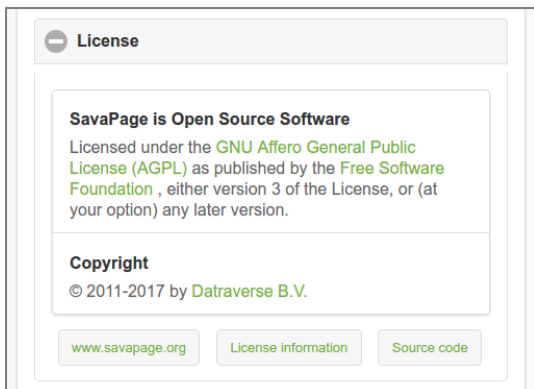 License
SavaPage is Open Source Software
Licensed under the GNU Affero General Public
License (AGPL) as published by the Free Software
Foundation , either version 3 of the License, or (at
your option) any later version.
Copyright
© 2011-2017 by Datraverse B.V.
www.savapage.org License information Source code